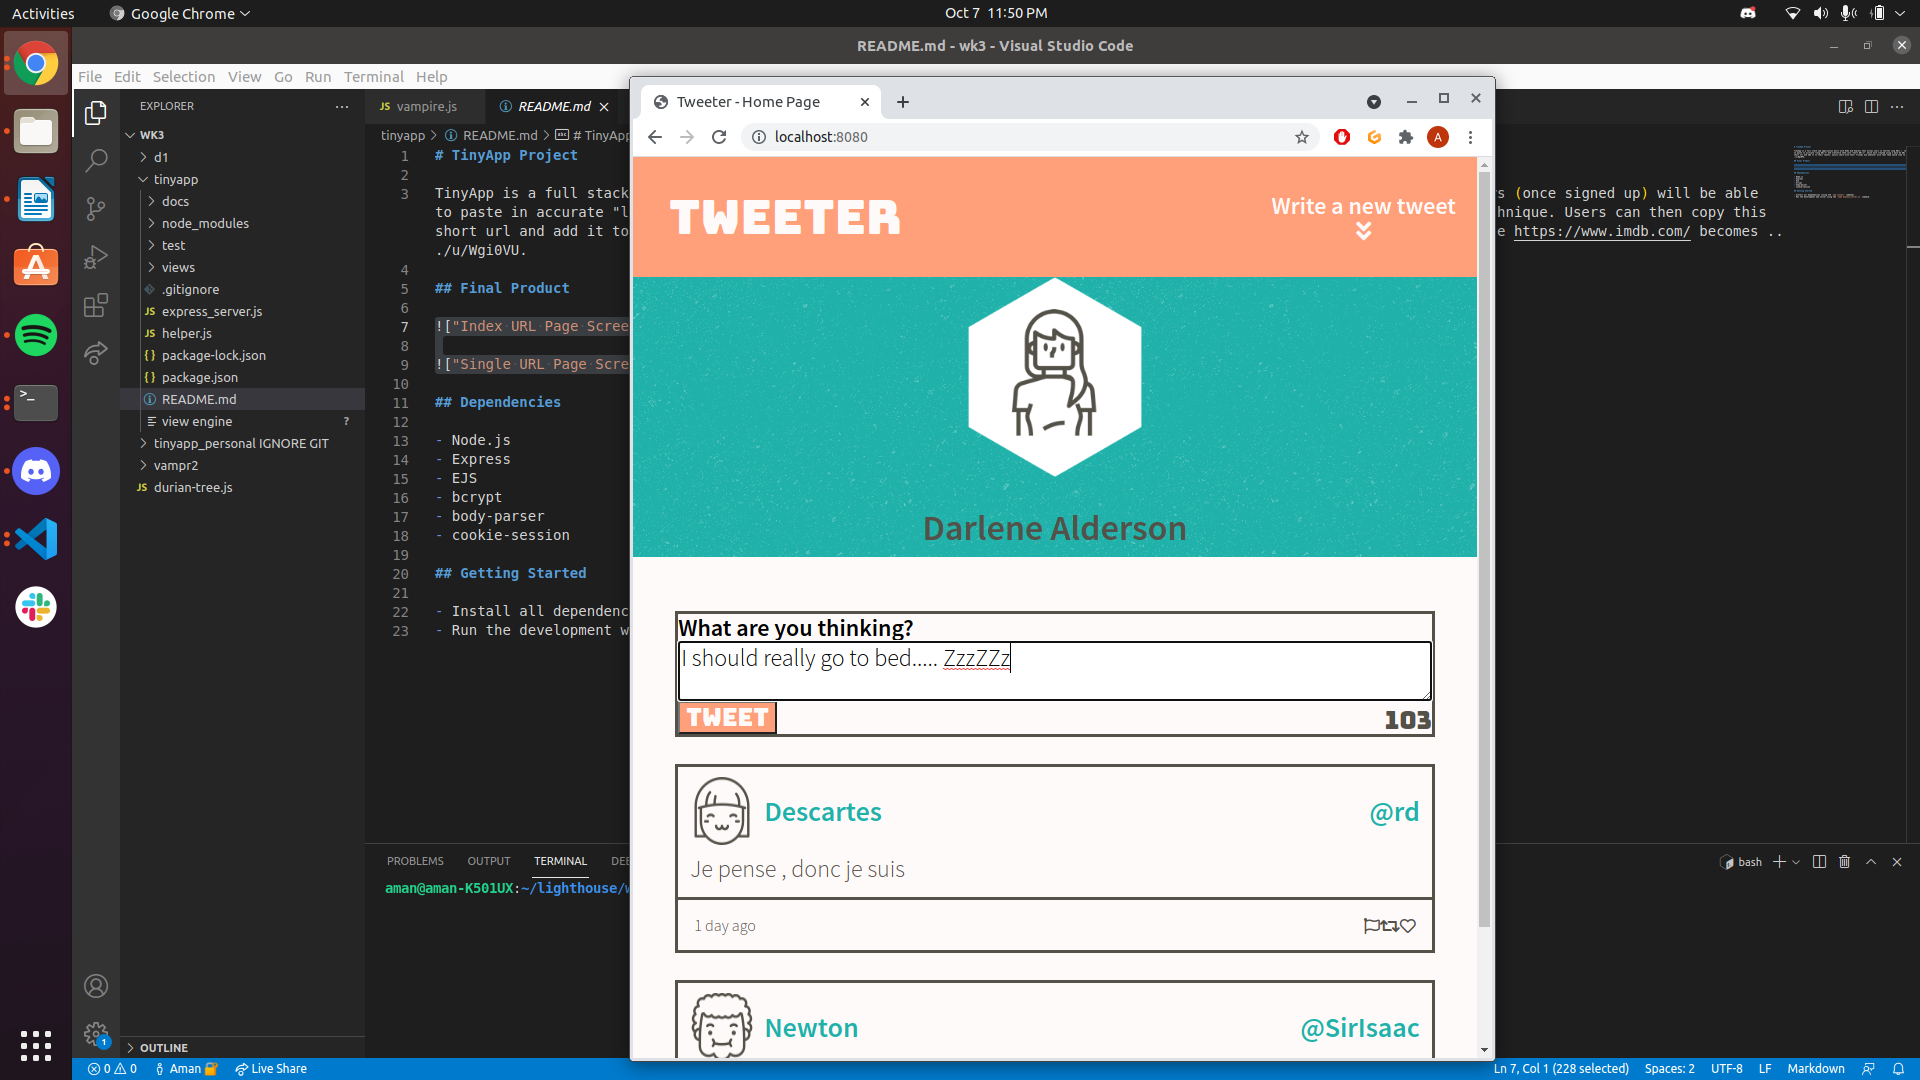 Activities
Google Chrome
Oct 7 11:50 PM
README.md - wk3 - Visual Studio Code
File Edit Selection View Go Run Terminal Help
EXPLORER
WK3
d1
tinyapp
docs
node_modules
test
views
.gitignore
JS express_server.js
JS helper.js
{} package-lock.json
{} package.json
README.md
view engine ?
tinyapp_personal IGNORE GIT
vampr2
JS durian-tree.js
OUTLINE
JS vampire.js
README.md
tinyapp > README.md > # TinyApp
1 # TinyApp Project
2
3 TinyApp is a full stack
s (once signed up) will be able
to paste in accurate "l
hnique. Users can then copy this
short url and add it to
e https://www.imdb.com/ becomes ..
./u/Wgi0VU.
4
5 ## Final Product
6
7 !["Index URL Page Scree
8
9 !["Single URL Page Scre
10
11 ## Dependencies
12
13 - Node.js
14 - Express
15 - EJS
16 - bcrypt
17 - body-parser
18 - cookie-session
19
20 ## Getting Started
21
22 - Install all dependenc
23 - Run the development w
PROBLEMS OUTPUT TERMINAL DEB
bash
aman@aman-K501UX:~/lighthouse/w
Tweeter - Home Page
localhost:8080
A
TWEETER
Write a new tweet
Darlene Alderson
What are you thinking?
I should really go to bed..... ZzzZZz
TWEET
103
Descartes
@rd
Je pense , donc je suis
1 day ago
Newton
@SirIsaac
1
0 0
Aman
Live Share
Ln 7, Col 1 (228 selected)
Spaces: 2
UTF-8
LF
Markdown